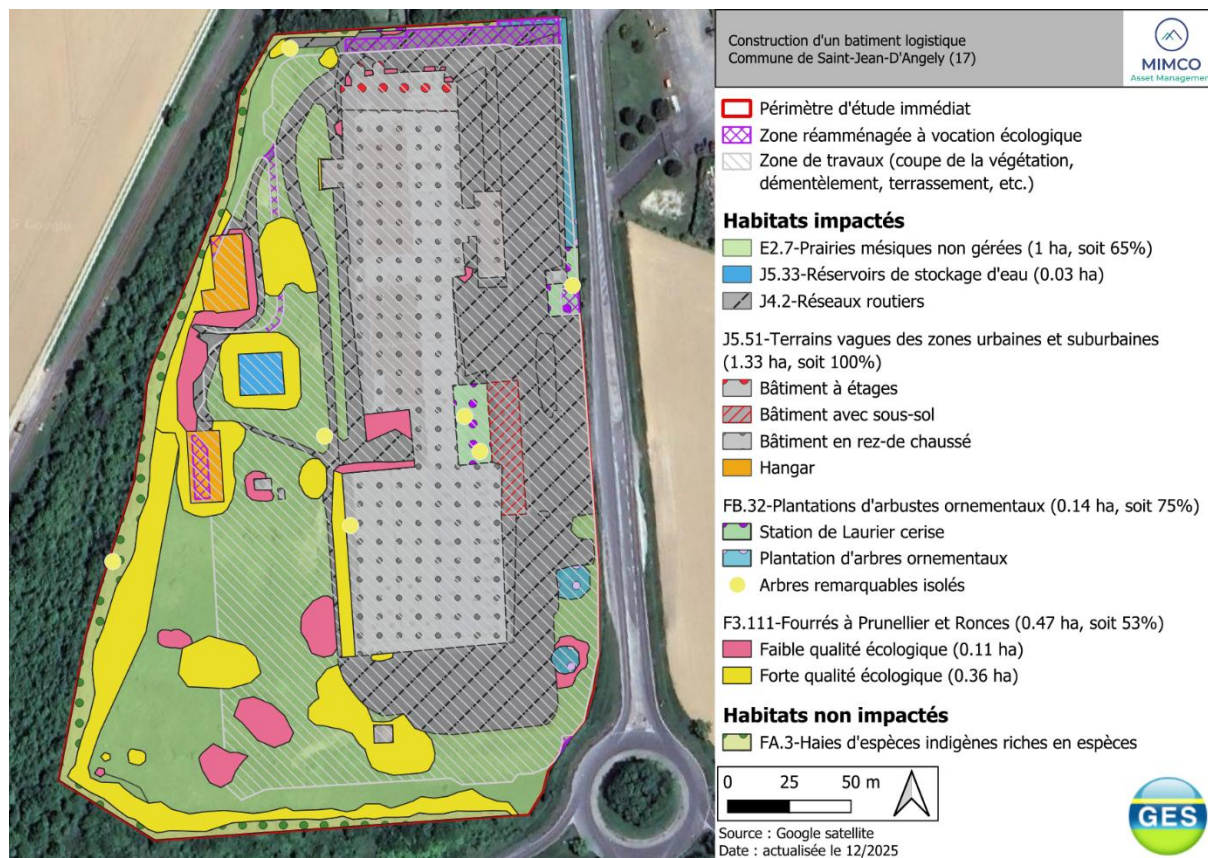 Construction d'un batiment logistique
Commune de Saint-Jean-D'Angely (17)
MIMCO
Asset Management
Périmètre d'étude immédiat
Zone réaménagée à vocation écologique
Zone de travaux (coupe de la végétation,
démentèlement, terrassement, etc.)
Habitats impactés
E2.7-Prairies mésiques non gérées (1 ha, soit 65%)
J5.33-Réservoirs de stockage d'eau (0.03 ha)
J4.2-Réseaux routiers
J5.51-Terrains vagues des zones urbaines et suburbaines
(1.33 ha, soit 100%)
Bâtiment à étages
Bâtiment avec sous-sol
Bâtiment en rez-de chaussé
Hangar
FB.32-Plantations d'arbustes ornementaux (0.14 ha, soit 75%)
Station de Laurier cerise
Plantation d'arbres ornementaux
Arbres remarquables isolés
F3.111-Fourrés à Prunellier et Ronces (0.47 ha, soit 53%)
Faible qualité écologique (0.11 ha)
Forte qualité écologique (0.36 ha)
Habitats non impactés
FA.3-Haies d'espèces indigènes riches en espèces
0 25 50 m
Source : Google satellite
Date : actualisée le 12/2025
GES